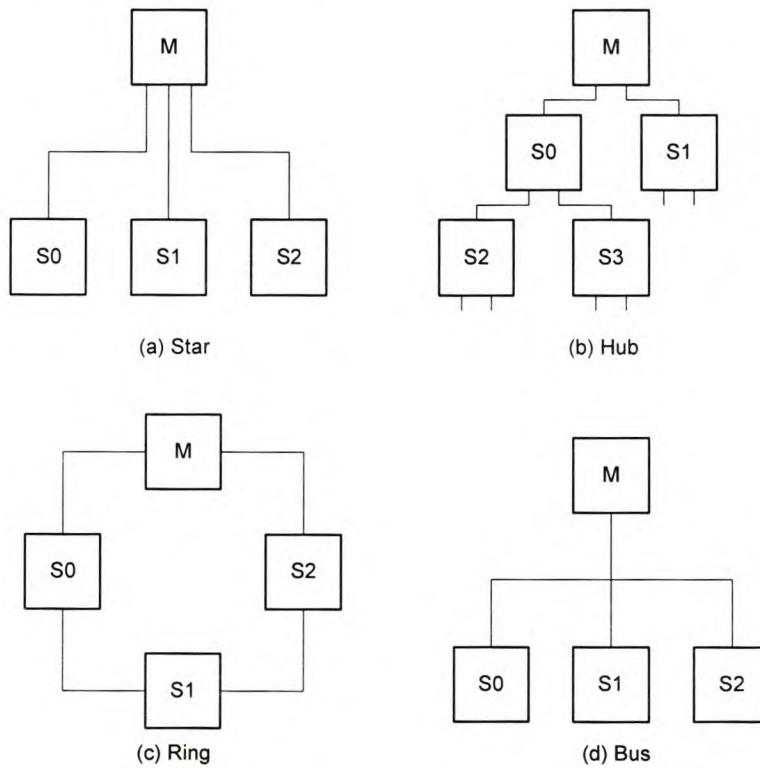 M
S0
S1
S2
(a) Star
M
S0
S1
S2
S3
(b) Hub
M
S0
S2
S1
(c) Ring
M
S0
S1
S2
(d) Bus